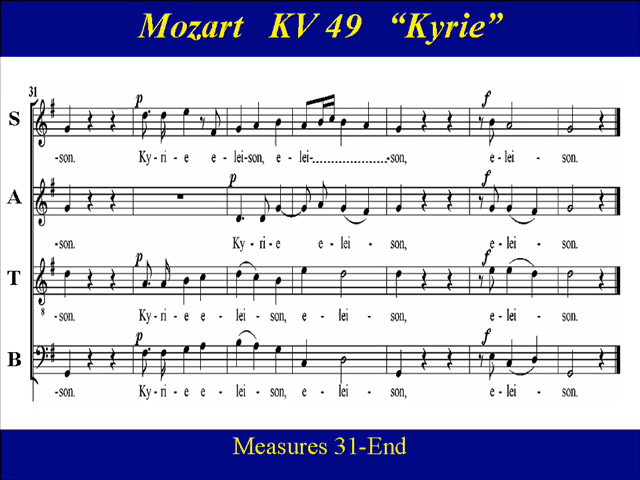 Mozart KV 49 “Kyrie”
31
p f
S
-son. Ky - ri - e e - lei-son, e - lei-......................-son, e - lei - son.
p f
A
-son. Ky - ri - e e - lei - son, e - lei - son.
p f
T
8
-son. Ky - ri - e e - lei - son, e - lei - son, e - lei - son.
p f
B
-son. Ky - ri - e e - lei - son, e - lei - son, e - lei - son.
Measures 31-End